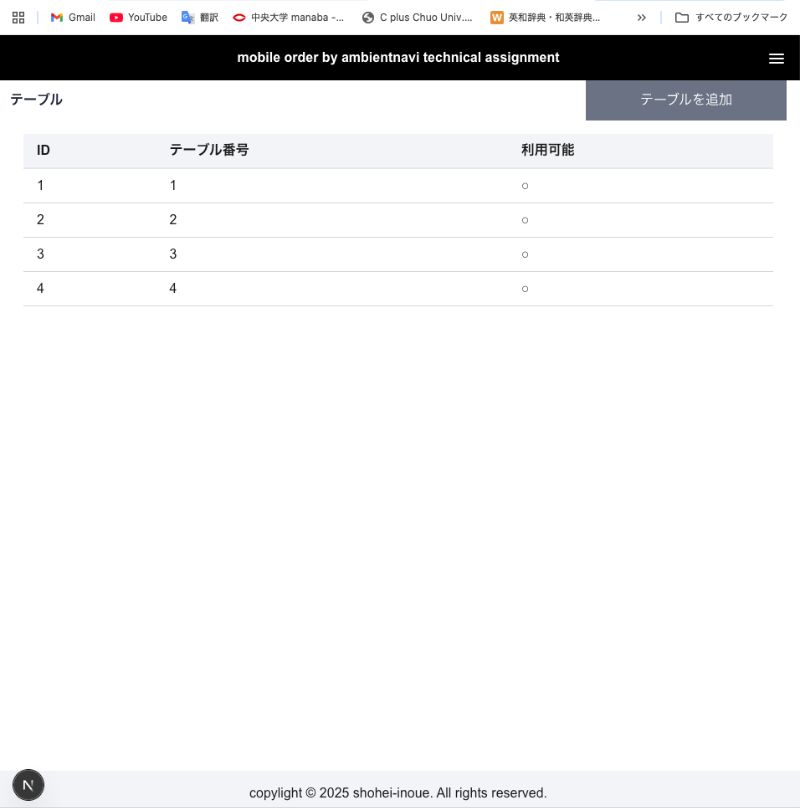 Gmail YouTube 翻訳 中央大学 manaba -... C plus Chuo Univ.... 英和辞典・和英辞典... » すべてのブックマーク
mobile order by ambientnavi technical assignment
テーブル テーブルを追加
ID テーブル番号 利用可能
1 1 ○
2 2 ○
3 3 ○
4 4 ○
N
copylight © 2025 shohei-inoue. All rights reserved.